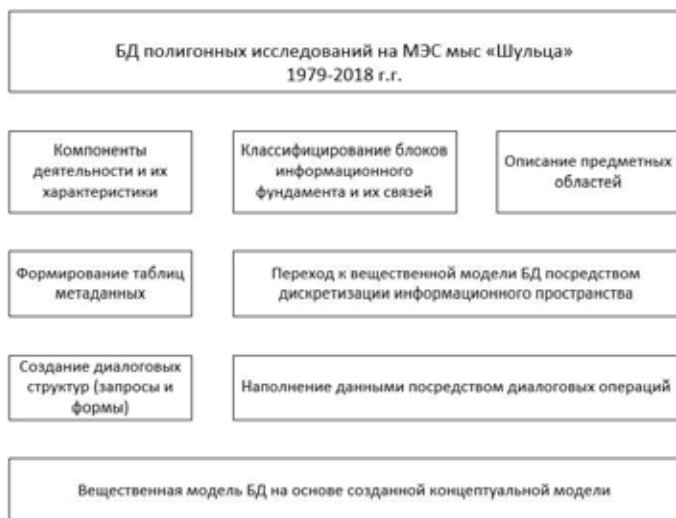 БД полигонных исследований на МЭС мыс «Шульца»
1979-2018 г.г.
Компоненты
деятельности и их
характеристики
Классифицирование блоков
информационного
фундамента и их связей
Описание предметных
областей
Формирование таблиц
метаданных
Переход к вещественной модели БД посредством
дискретизации информационного пространства
Создание диалоговых
структур (запросы и
формы)
Наполнение данными посредством диалоговых операций
Вещественная модель БД на основе созданной концептуальной модели